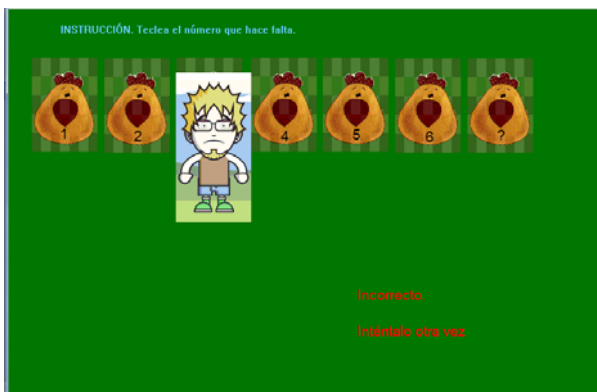 INSTRUCCIÓN. Teclea el número que hace falta.
1 2 4 5 6 ?
Incorrecto.
Inténtalo otra vez